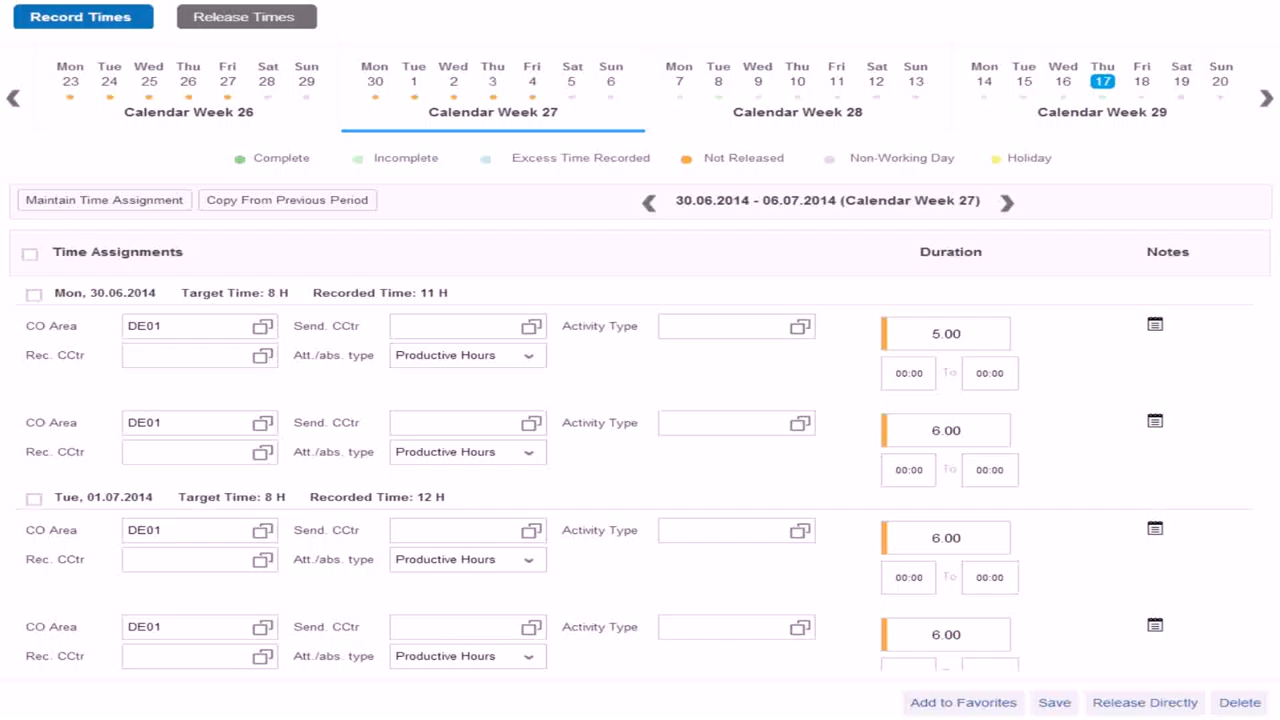 Record Times Release Times
Mon Tue Wed Thu Fri Sat Sun Mon Tue Wed Thu Fri Sat Sun Mon Tue Wed Thu Fri Sat Sun Mon Tue Wed Thu Fri Sat Sun
23 24 25 26 27 28 29 30 1 2 3 4 5 6 7 8 9 10 11 12 13 14 15 16 17 18 19 20
Calendar Week 26 Calendar Week 27 Calendar Week 28 Calendar Week 29
Complete Incomplete Excess Time Recorded Not Released Non-Working Day Holiday
Maintain Time Assignment Copy From Previous Period 30.06.2014 - 06.07.2014 (Calendar Week 27)
Time Assignments Duration Notes
Mon, 30.06.2014 Target Time: 8 H Recorded Time: 11 H
CO Area DE01 Send. CCtr Activity Type 5.00
Rec. CCtr Att./abs. type Productive Hours
00:00 To 00:00
CO Area DE01 Send. CCtr Activity Type 6.00
Rec. CCtr Att./abs. type Productive Hours
00:00 To 00:00
Tue, 01.07.2014 Target Time: 8 H Recorded Time: 12 H
CO Area DE01 Send. CCtr Activity Type 6.00
Rec. CCtr Att./abs. type Productive Hours
00:00 To 00:00
CO Area DE01 Send. CCtr Activity Type 6.00
Rec. CCtr Att./abs. type Productive Hours
Add to Favorites Save Release Directly Delete